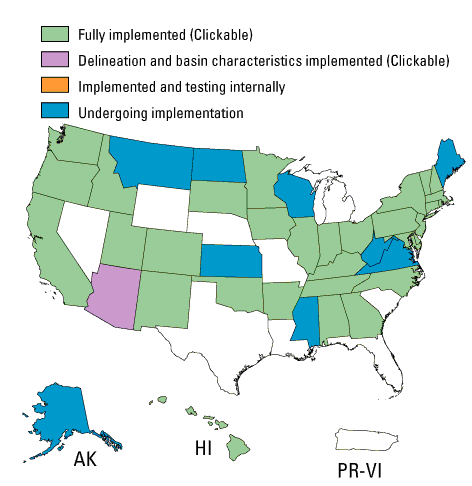 Fully implemented (Clickable)
Delineation and basin characteristics implemented (Clickable)
Implemented and testing internally
Undergoing implementation
AK
HI
PR-VI